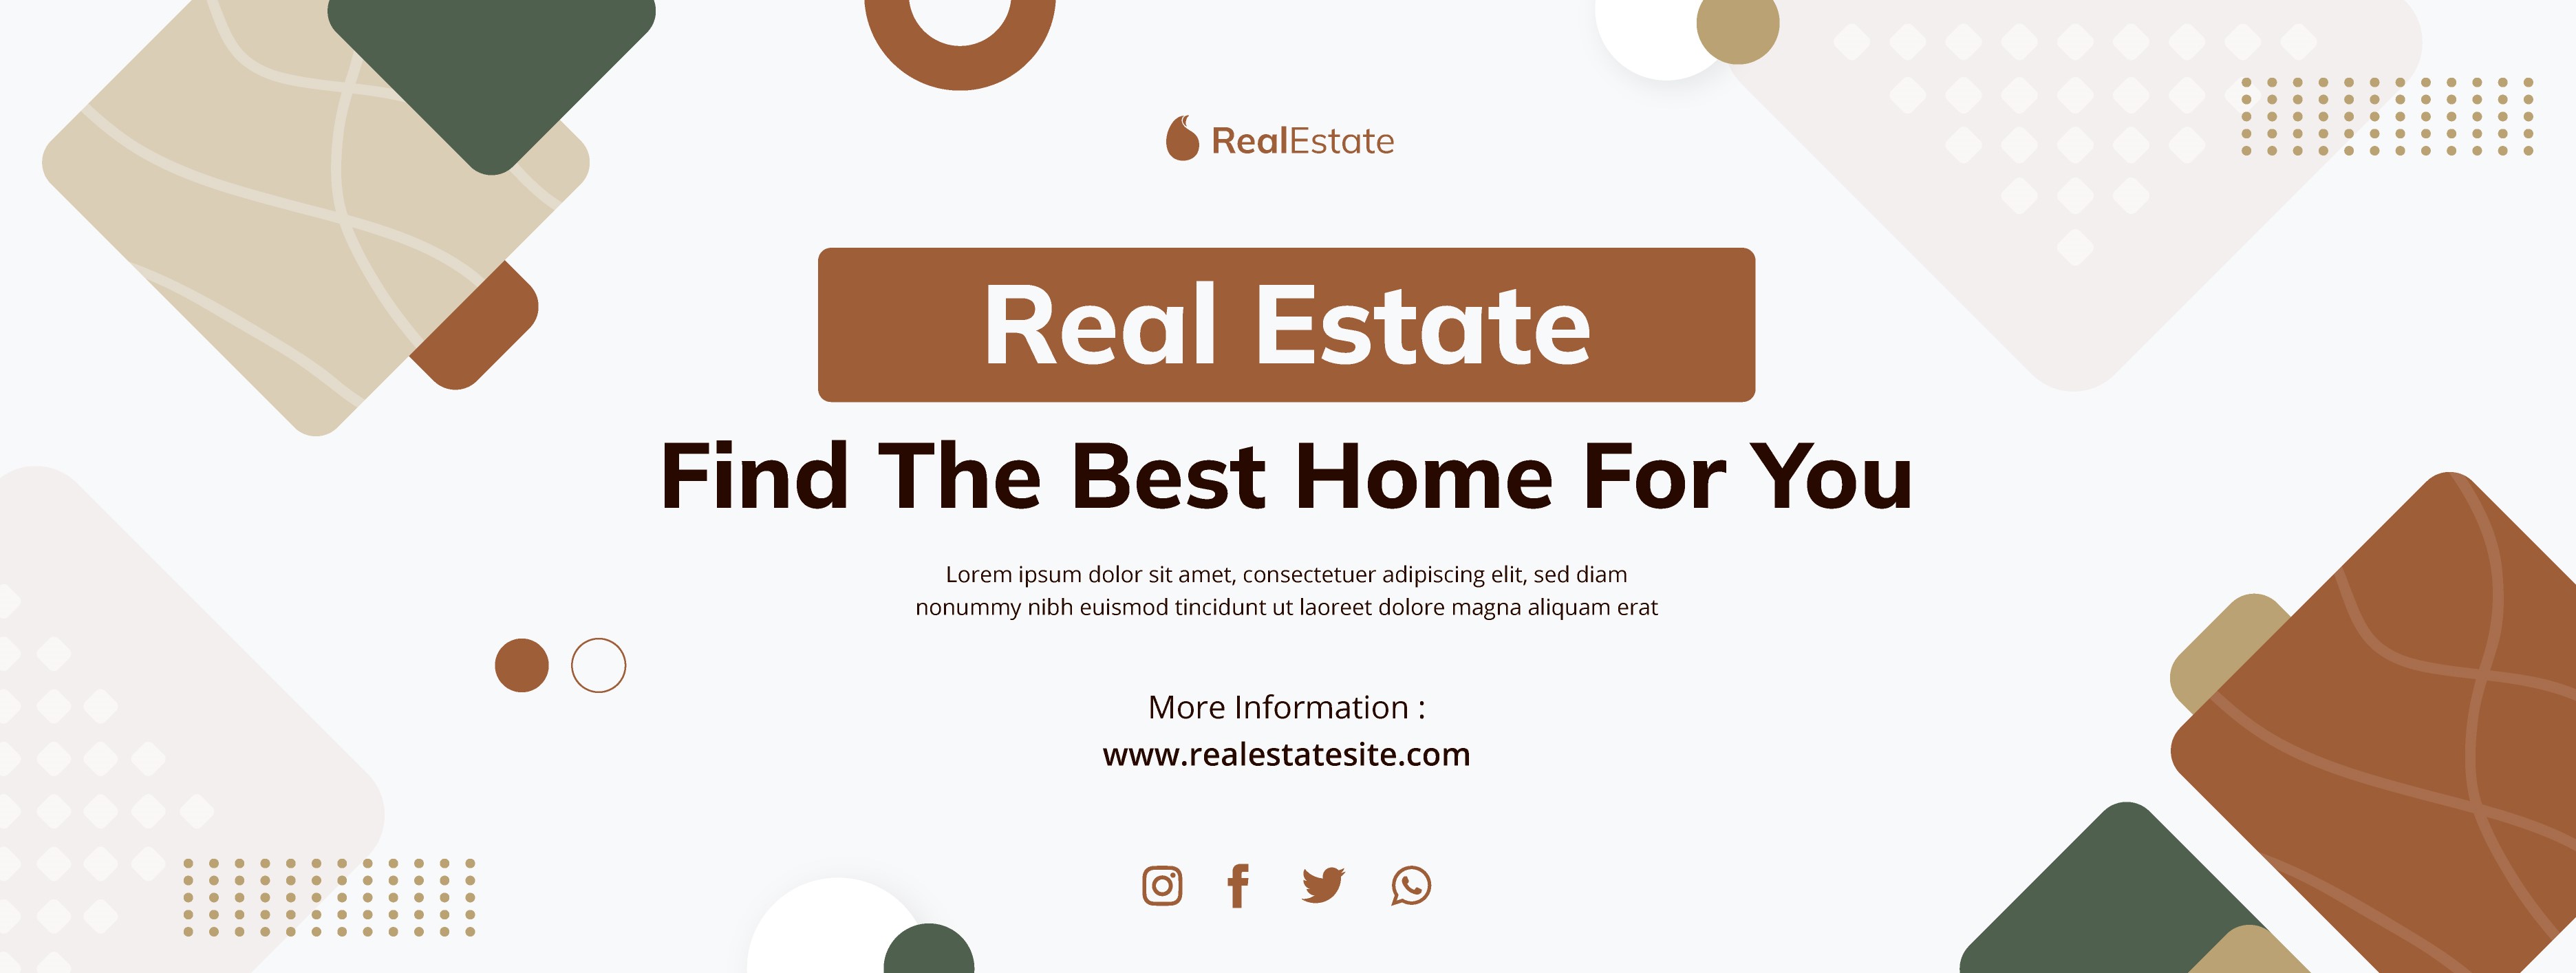 RealEstate
Real Estate
Find The Best Home For You
Lorem ipsum dolor sit amet, consectetuer adipiscing elit, sed diam
nonummy nibh euismod tincidunt ut laoreet dolore magna aliquam erat
More Information :
www.realestatesite.com